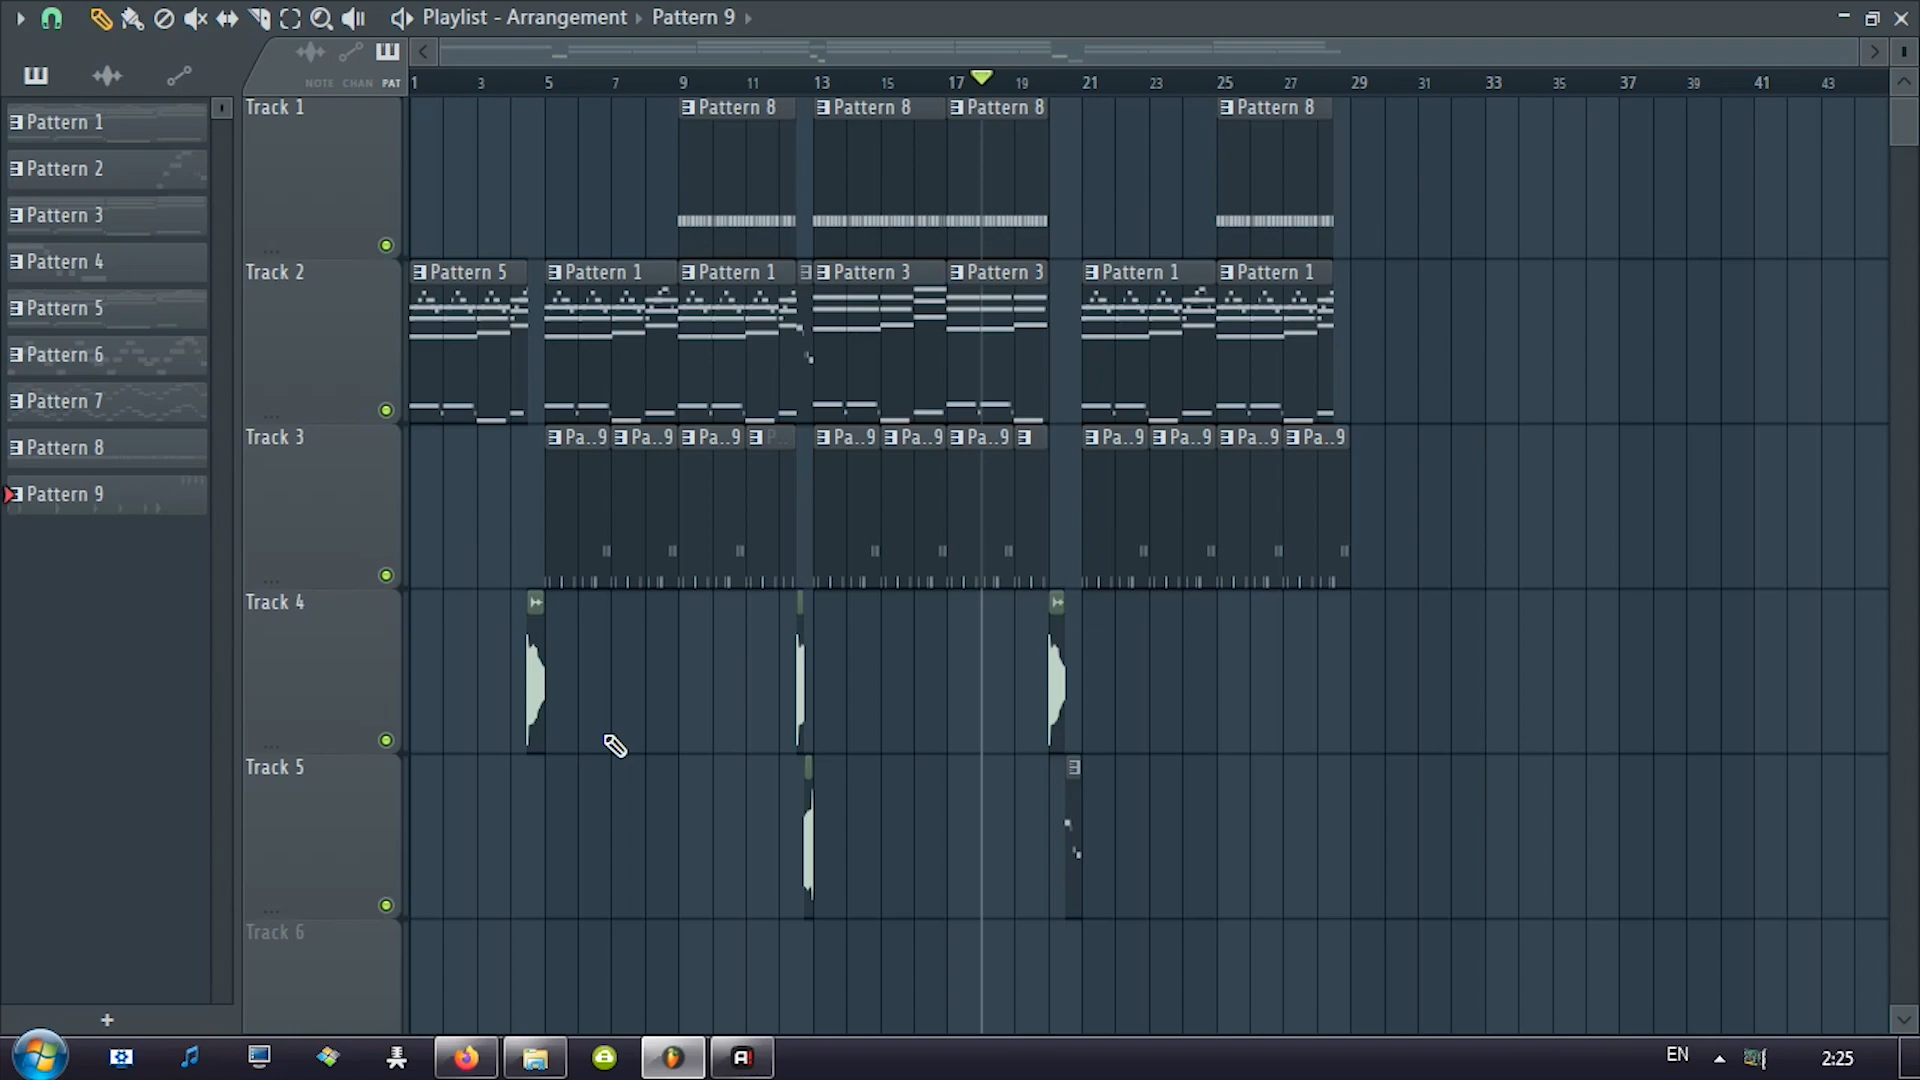 Playlist - Arrangement › Pattern 9 ›
NOTE CHAN PAT
1 3 5 7 9 11 13 15 17 19 21 23 25 27 29 31 33 35 37 39 41 43
Pattern 1
Pattern 2
Pattern 3
Pattern 4
Pattern 5
Pattern 6
Pattern 7
Pattern 8
Pattern 9
+
Track 1
Pattern 8 Pattern 8 Pattern 8 Pattern 8
Track 2
Pattern 5 Pattern 1 Pattern 1 Pattern 3 Pattern 3 Pattern 1 Pattern 1
Track 3
Pa..9 Pa..9 Pa..9 P.. Pa..9 Pa..9 Pa..9 Pa..9 Pa..9 Pa..9 Pa..9
Track 4
Track 5
Track 6
EN
2:25